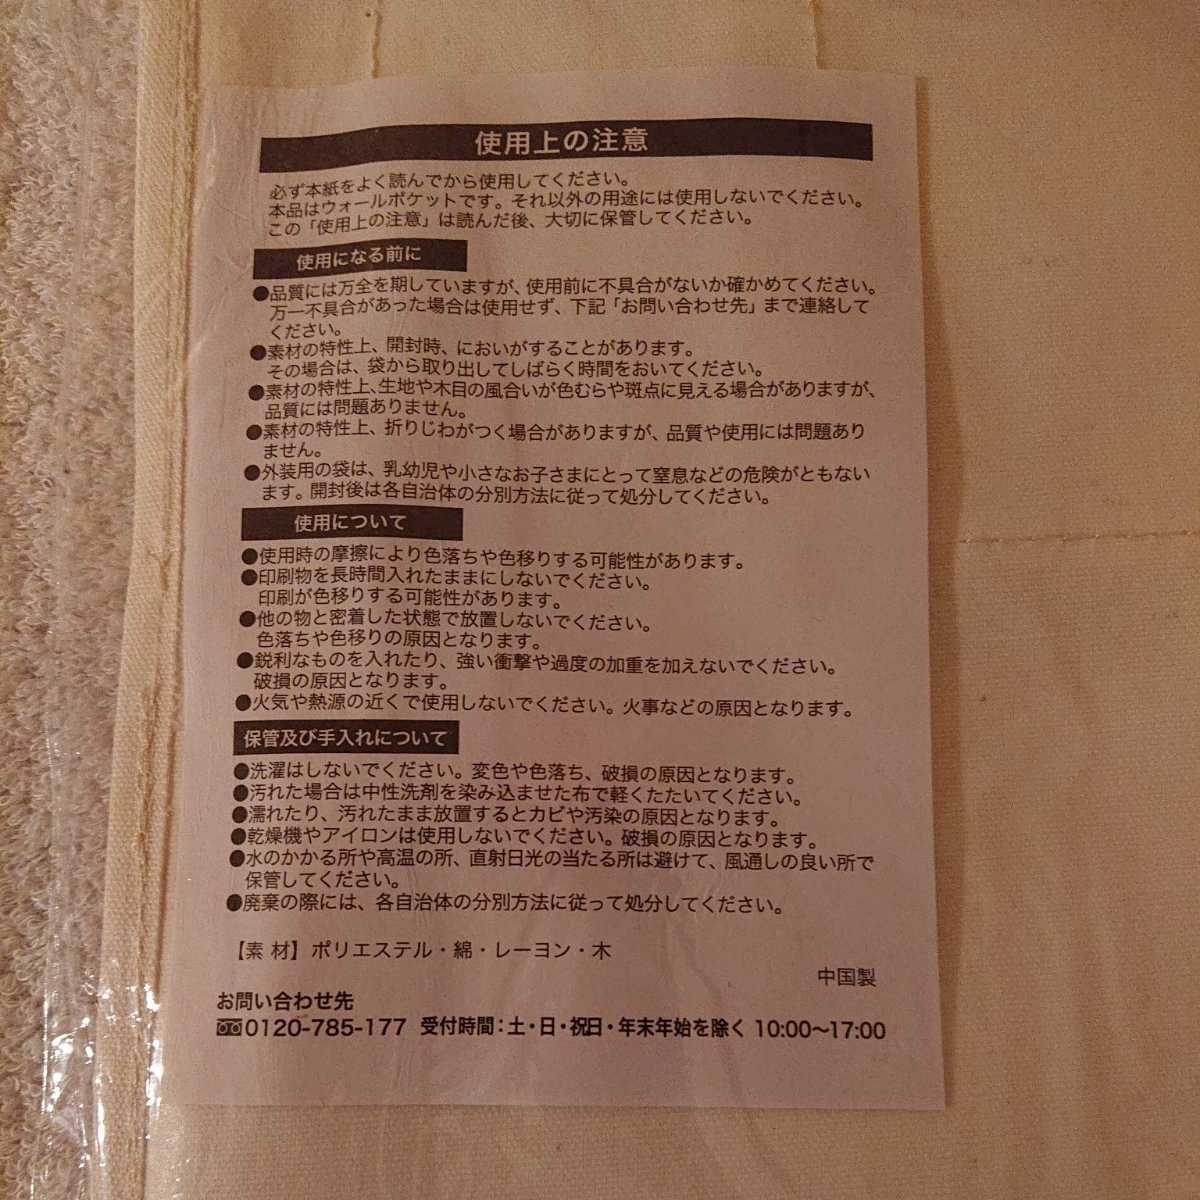 使用上の注意
必ず本紙をよく読んでから使用してください。
本品はウォールポケットです。それ以外の用途には使用しないでください。
この「使用上の注意」は読んだ後、大切に保管してください。
使用になる前に
●品質には万全を期していますが、使用前に不具合がないか確かめてください。
万一不具合があった場合は使用せず、下記「お問い合わせ先」まで連絡して
ください。
●素材の特性上、開封時、においがすることがあります。
その場合は、袋から取り出してしばらく時間をおいてください。
●素材の特性上、生地や木目の風合いが色むらや斑点に見える場合がありますが、
品質には問題ありません。
●素材の特性上、折りじわがつく場合がありますが、品質や使用には問題あり
ません。
●外装用の袋は、乳幼児や小さなお子さまにとって窒息などの危険がともない
ます。開封後は各自治体の分別方法に従って処分してください。
使用について
●使用時の摩擦により色落ちや色移りする可能性があります。
●印刷物を長時間入れたままにしないでください。
印刷が色移りする可能性があります。
●他の物と密着した状態で放置しないでください。
色落ちや色移りの原因となります。
●鋭利なものを入れたり、強い衝撃や過度の加重を加えないでください。
破損の原因となります。
●火気や熱源の近くで使用しないでください。火事などの原因となります。
保管及び手入れについて
●洗濯はしないでください。変色や色落ち、破損の原因となります。
●汚れた場合は中性洗剤を染み込ませた布で軽くたたいてください。
●濡れたり、汚れたまま放置するとカビや汚染の原因となります。
●乾燥機やアイロンは使用しないでください。破損の原因となります。
●水のかかる所や高温の所、直射日光の当たる所は避けて、風通しの良い所で
保管してください。
●廃棄の際には、各自治体の分別方法に従って処分してください。
【素 材】ポリエステル・綿・レーヨン・木
中国製
お問い合わせ先
0120-785-177 受付時間：土・日・祝日・年末年始を除く 10:00〜17:00